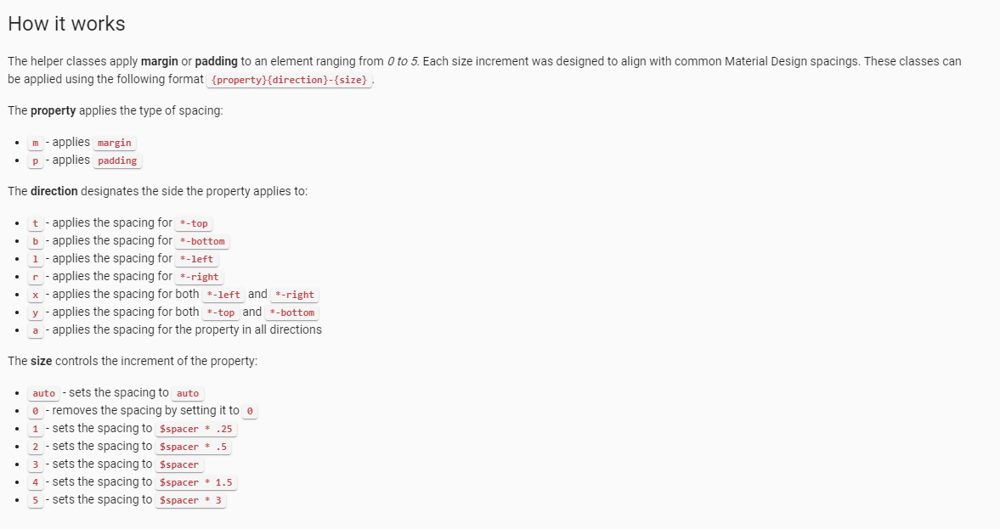 How it works
The helper classes apply margin or padding to an element ranging from 0 to 5. Each size increment was designed to align with common Material Design spacings. These classes can
be applied using the following format {property}{direction}-{size} .
The property applies the type of spacing:
• m - applies margin
• p - applies padding
The direction designates the side the property applies to:
• t - applies the spacing for *-top
• b - applies the spacing for *-bottom
• l - applies the spacing for *-left
• r - applies the spacing for *-right
• x - applies the spacing for both *-left and *-right
• y - applies the spacing for both *-top and *-bottom
• a - applies the spacing for the property in all directions
The size controls the increment of the property:
• auto - sets the spacing to auto
• 0 - removes the spacing by setting it to 0
• 1 - sets the spacing to $spacer * .25
• 2 - sets the spacing to $spacer * .5
• 3 - sets the spacing to $spacer
• 4 - sets the spacing to $spacer * 1.5
• 5 - sets the spacing to $spacer * 3